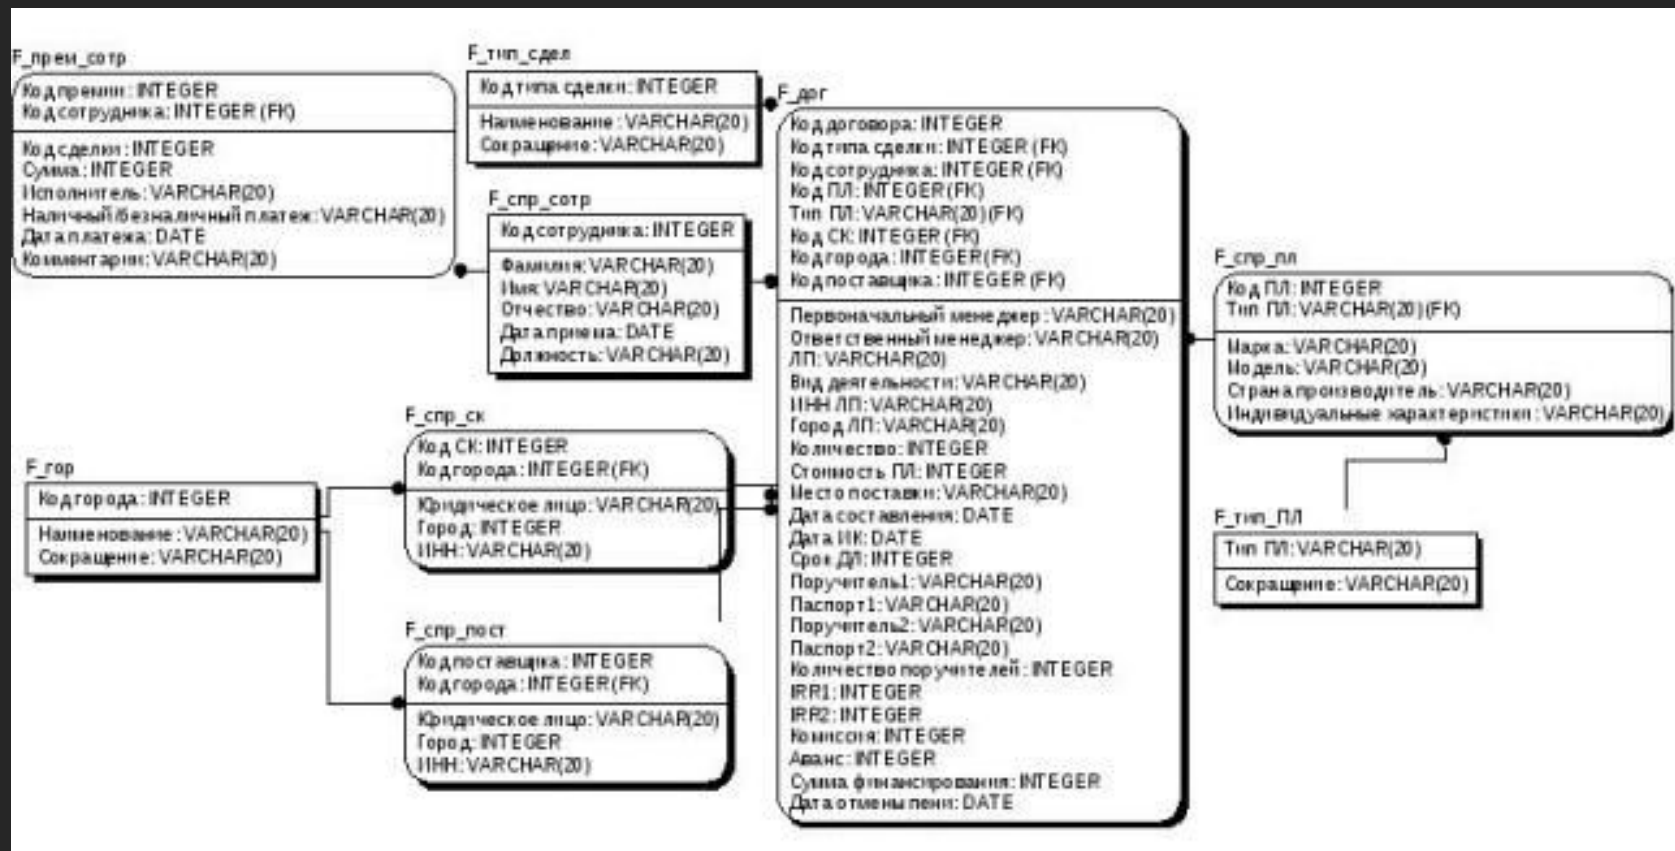 F_прем_сотр
Код премии: INTEGER
Код сотрудника: INTEGER (FK)
Код сделки: INTEGER
Сумма: INTEGER
Исполнитель: VARCHAR(20)
Наличный/безналичный платеж: VARCHAR(20)
Дата платежа: DATE
Комментарии: VARCHAR(20)
F_тип_сдел
Код типа сделки: INTEGER
Наименование: VARCHAR(20)
Сокращение: VARCHAR(20)
F_спр_сотр
Код сотрудника: INTEGER
Фамилия: VARCHAR(20)
Имя: VARCHAR(20)
Отчество: VARCHAR(20)
Дата приема: DATE
Должность: VARCHAR(20)
F_дог
Код договора: INTEGER
Код типа сделки: INTEGER (FK)
Код сотрудника: INTEGER (FK)
Код ПЛ: INTEGER (FK)
Тип ПЛ: VARCHAR(20) (FK)
Код СК: INTEGER (FK)
Код города: INTEGER (FK)
Код поставщика: INTEGER (FK)
Первоначальный менеджер: VARCHAR(20)
Ответственный менеджер: VARCHAR(20)
ЛП: VARCHAR(20)
Вид деятельности: VARCHAR(20)
ИНН ЛП: VARCHAR(20)
Город ЛП: VARCHAR(20)
Количество: INTEGER
Стоимость ПЛ: INTEGER
Место поставки: VARCHAR(20)
Дата составления: DATE
Дата ИК: DATE
Срок ДЛ: INTEGER
Поручитель1: VARCHAR(20)
Паспорт1: VARCHAR(20)
Поручитель2: VARCHAR(20)
Паспорт2: VARCHAR(20)
Количество поручителей: INTEGER
IRR1: INTEGER
IRR2: INTEGER
Комиссия: INTEGER
Аванс: INTEGER
Сумма финансирования: INTEGER
Дата отмены пени: DATE
F_спр_пл
Код ПЛ: INTEGER
Тип ПЛ: VARCHAR(20) (FK)
Марка: VARCHAR(20)
Модель: VARCHAR(20)
Страна производитель: VARCHAR(20)
Индивидуальные характеристики: VARCHAR(20)
F_тип_ПЛ
Тип ПЛ: VARCHAR(20)
Сокращение: VARCHAR(20)
F_гор
Код города: INTEGER
Наименование: VARCHAR(20)
Сокращение: VARCHAR(20)
F_спр_ск
Код СК: INTEGER
Код города: INTEGER (FK)
Юридическое лицо: VARCHAR(20)
Город: INTEGER
ИНН: VARCHAR(20)
F_спр_пост
Код поставщика: INTEGER
Код города: INTEGER (FK)
Юридическое лицо: VARCHAR(20)
Город: INTEGER
ИНН: VARCHAR(20)